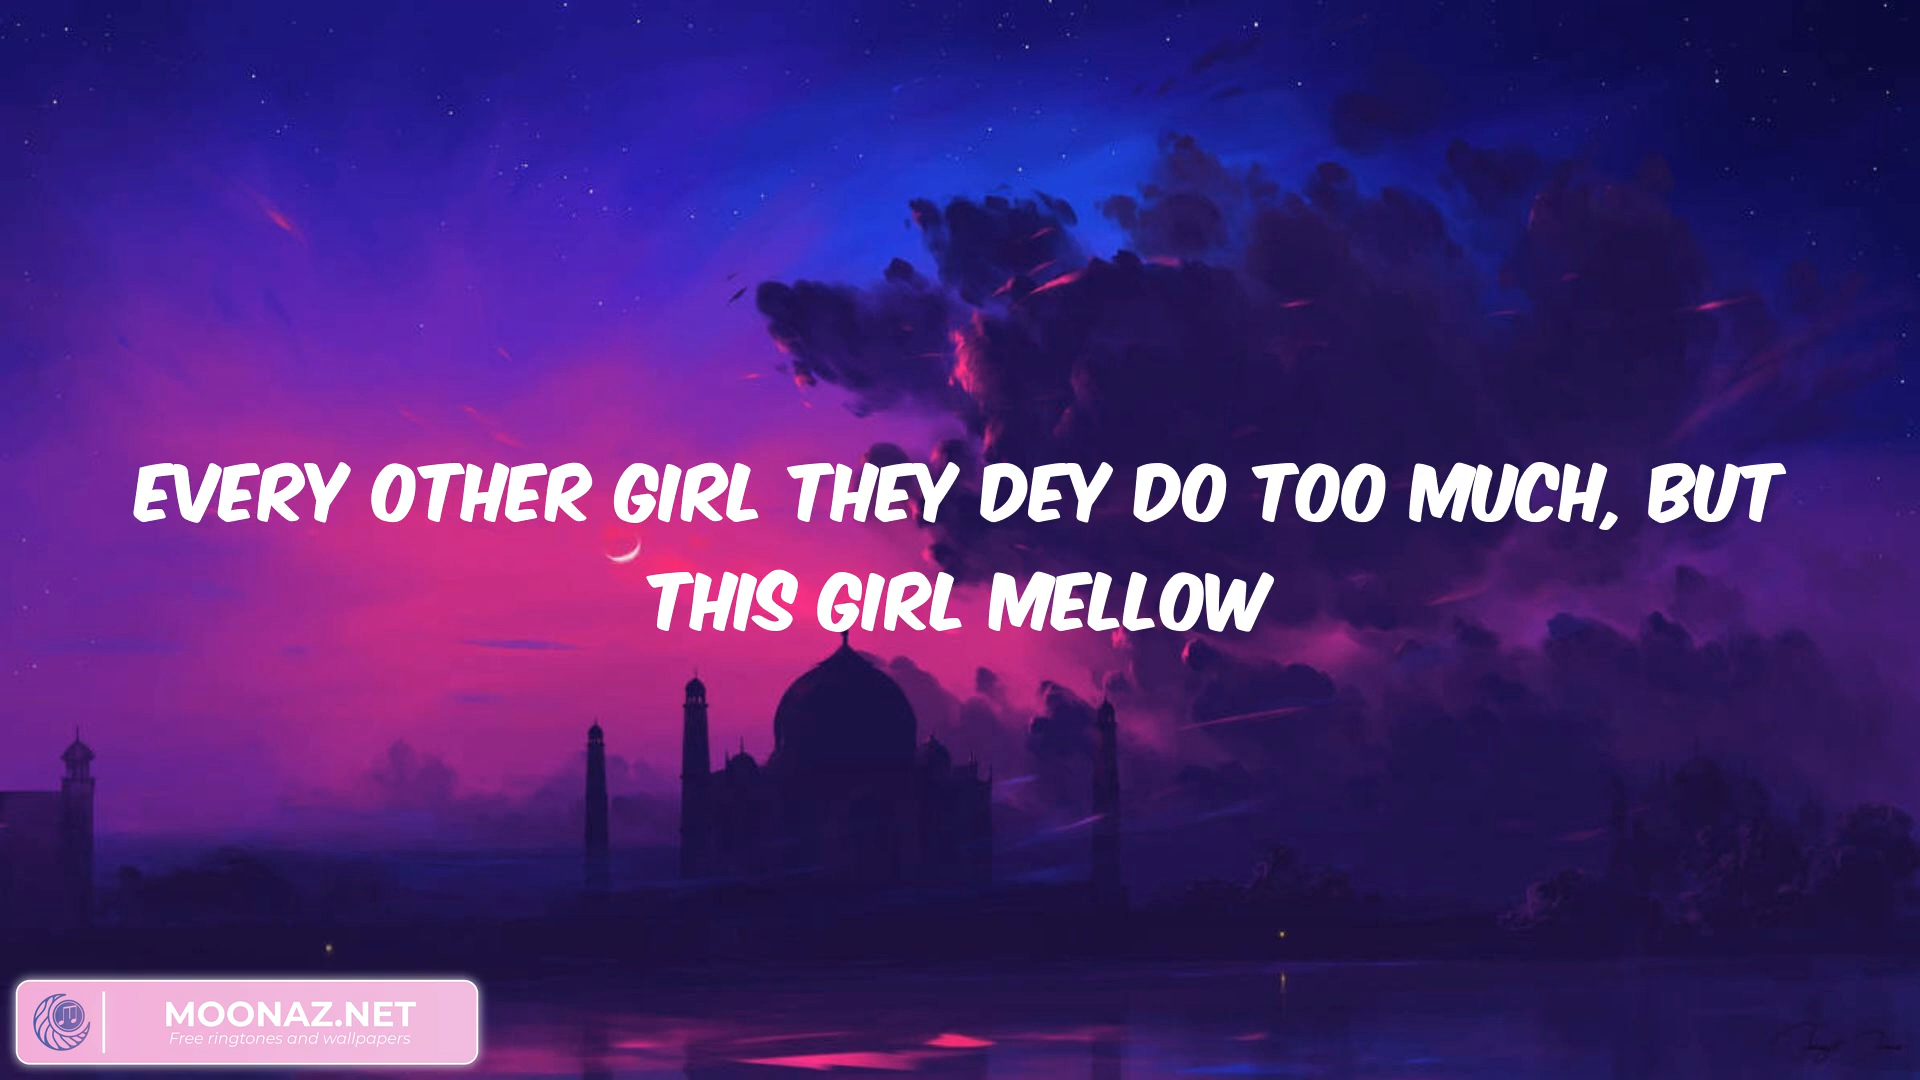 EVERY OTHER GIRL THEY DEY DO TOO MUCH, BUT
THIS GIRL MELLOW
MOONAZ.NET
Free ringtones and wallpapers